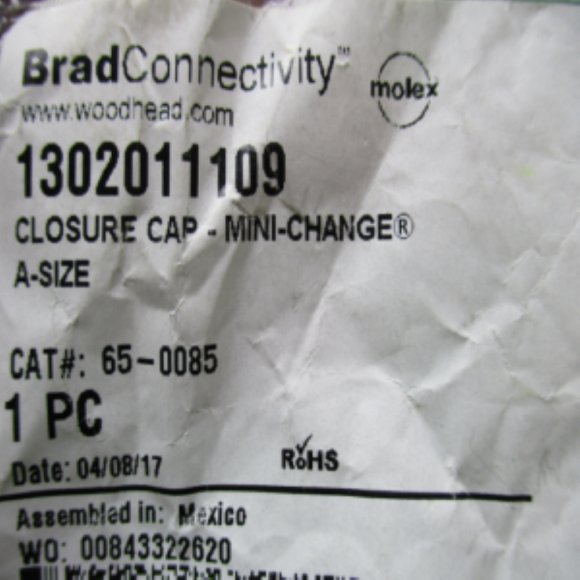 BradConnectivity™
molex
www.woodhead.com
1302011109
CLOSURE CAP - MINI-CHANGE®
A-SIZE
CAT#: 65-0085
1 PC
Date: 04/08/17
RoHS
Assembled in: Mexico
WO: 00843322620